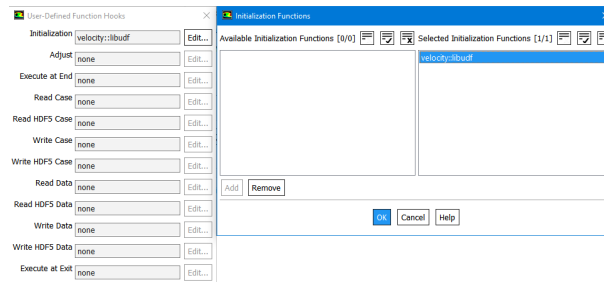 User-Defined Function Hooks
Initialization velocity::libudf Edit...
Adjust none Edit...
Execute at End none Edit...
Read Case none Edit...
Read HDF5 Case none Edit...
Write Case none Edit...
Write HDF5 Case none Edit...
Read Data none Edit...
Read HDF5 Data none Edit...
Write Data none Edit...
Write HDF5 Data none Edit...
Execute at Exit none Edit...
Initialization Functions
Available Initialization Functions [0/0] Selected Initialization Functions [1/1]
velocity::libudf
Add Remove
OK Cancel Help